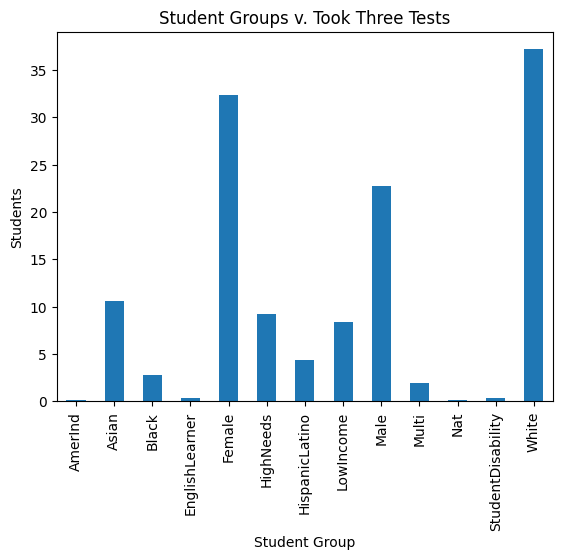 Student Groups v. Took Three Tests
35
30
25
20
15
10
5
0
Students
AmerInd
Asian
Black
EnglishLearner
Female
HighNeeds
HispanicLatino
LowIncome
Male
Multi
Nat
StudentDisability
White
Student Group